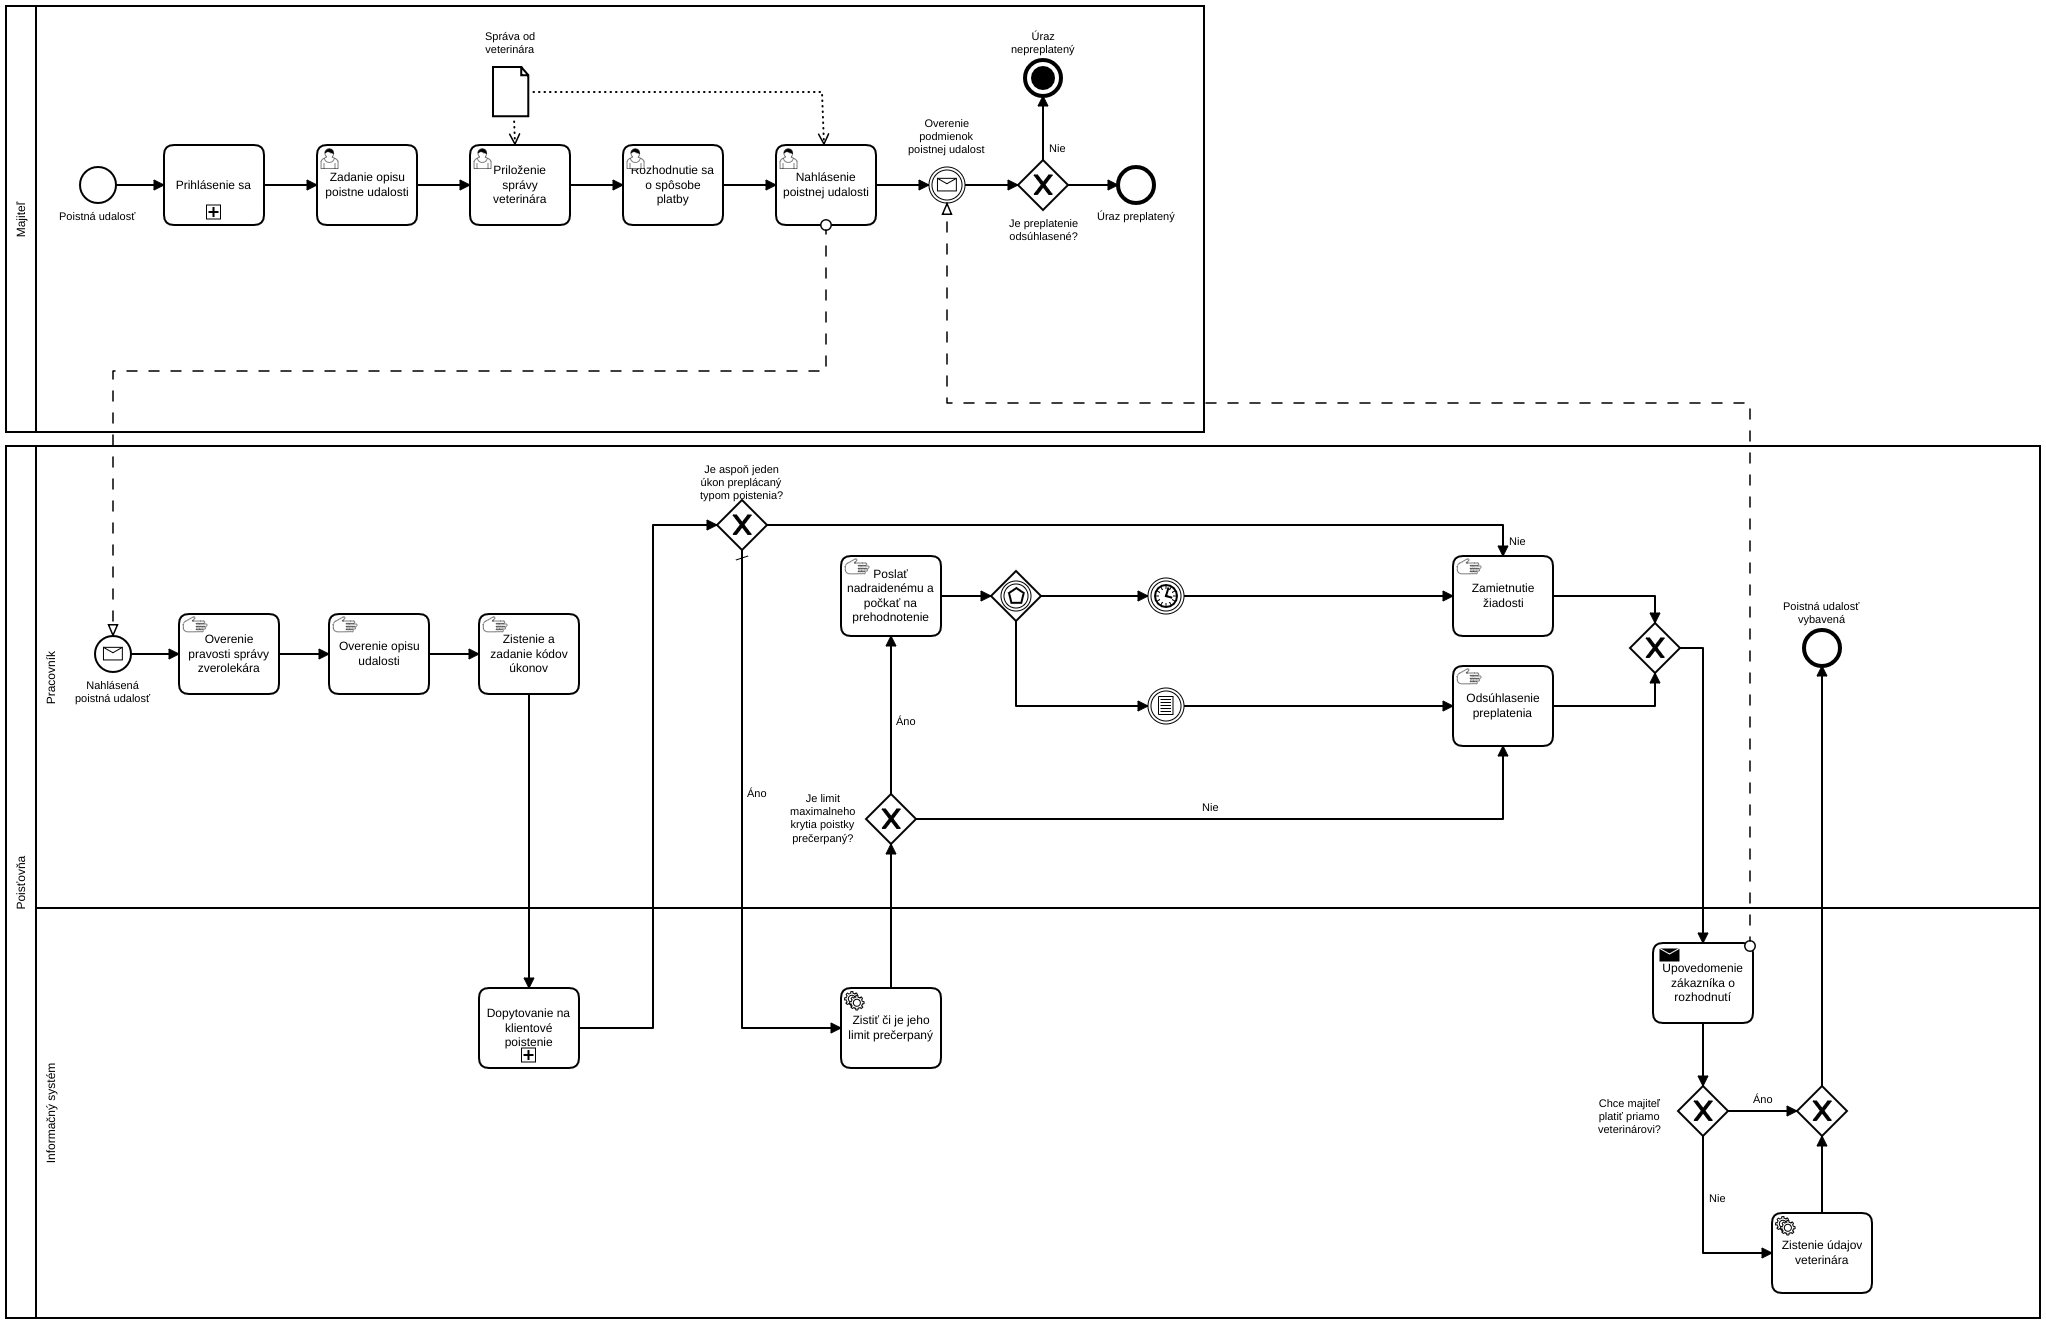 Majiteľ
Správa od
veterinára
Úraz
nepreplatený
Poistná udalosť
Prihlásenie sa
Zadanie opisu
poistne udalosti
Priloženie
správy
veterinára
Rozhodnutie sa
o spôsobe
platby
Nahlásenie
poistnej udalosti
Overenie
podmienok
poistnej udalost
Nie
Je preplatenie
odsúhlasené?
Úraz preplatený
Poisťovňa
Pracovník
Nahlásená
poistná udalosť
Overenie
pravosti správy
zverolekára
Overenie opisu
udalosti
Zistenie a
zadanie kódov
úkonov
Je aspoň jeden
úkon preplácaný
typom poistenia?
Nie
Áno
Poslať
nadraidenému a
počkať na
prehodnotenie
Áno
Je limit
maximalneho
krytia poistky
prečerpaný?
Nie
Zamietnutie
žiadosti
Odsúhlasenie
preplatenia
Poistná udalosť
vybavená
Informačný systém
Dopytovanie na
klientové
poistenie
Zistiť či je jeho
limit prečerpaný
Upovedomenie
zákazníka o
rozhodnutí
Chce majiteľ
platiť priamo
veterinárovi?
Áno
Nie
Zistenie údajov
veterinára